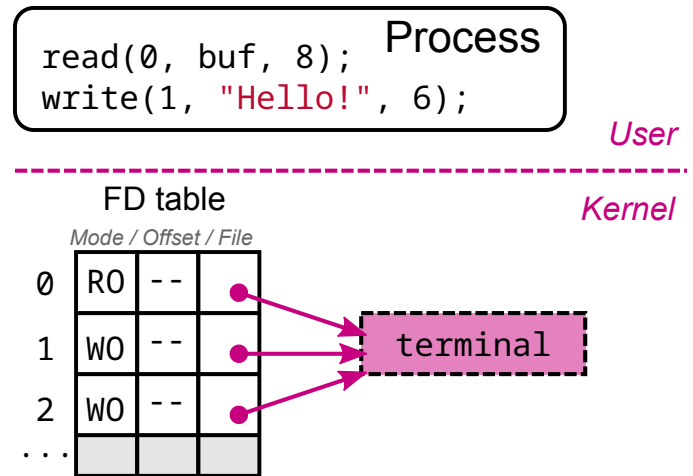 Process
read(0, buf, 8);
write(1, "Hello!", 6);
User
Kernel
FD table
Mode / Offset / File
0 RO --
1 WO --
2 WO --
...
terminal